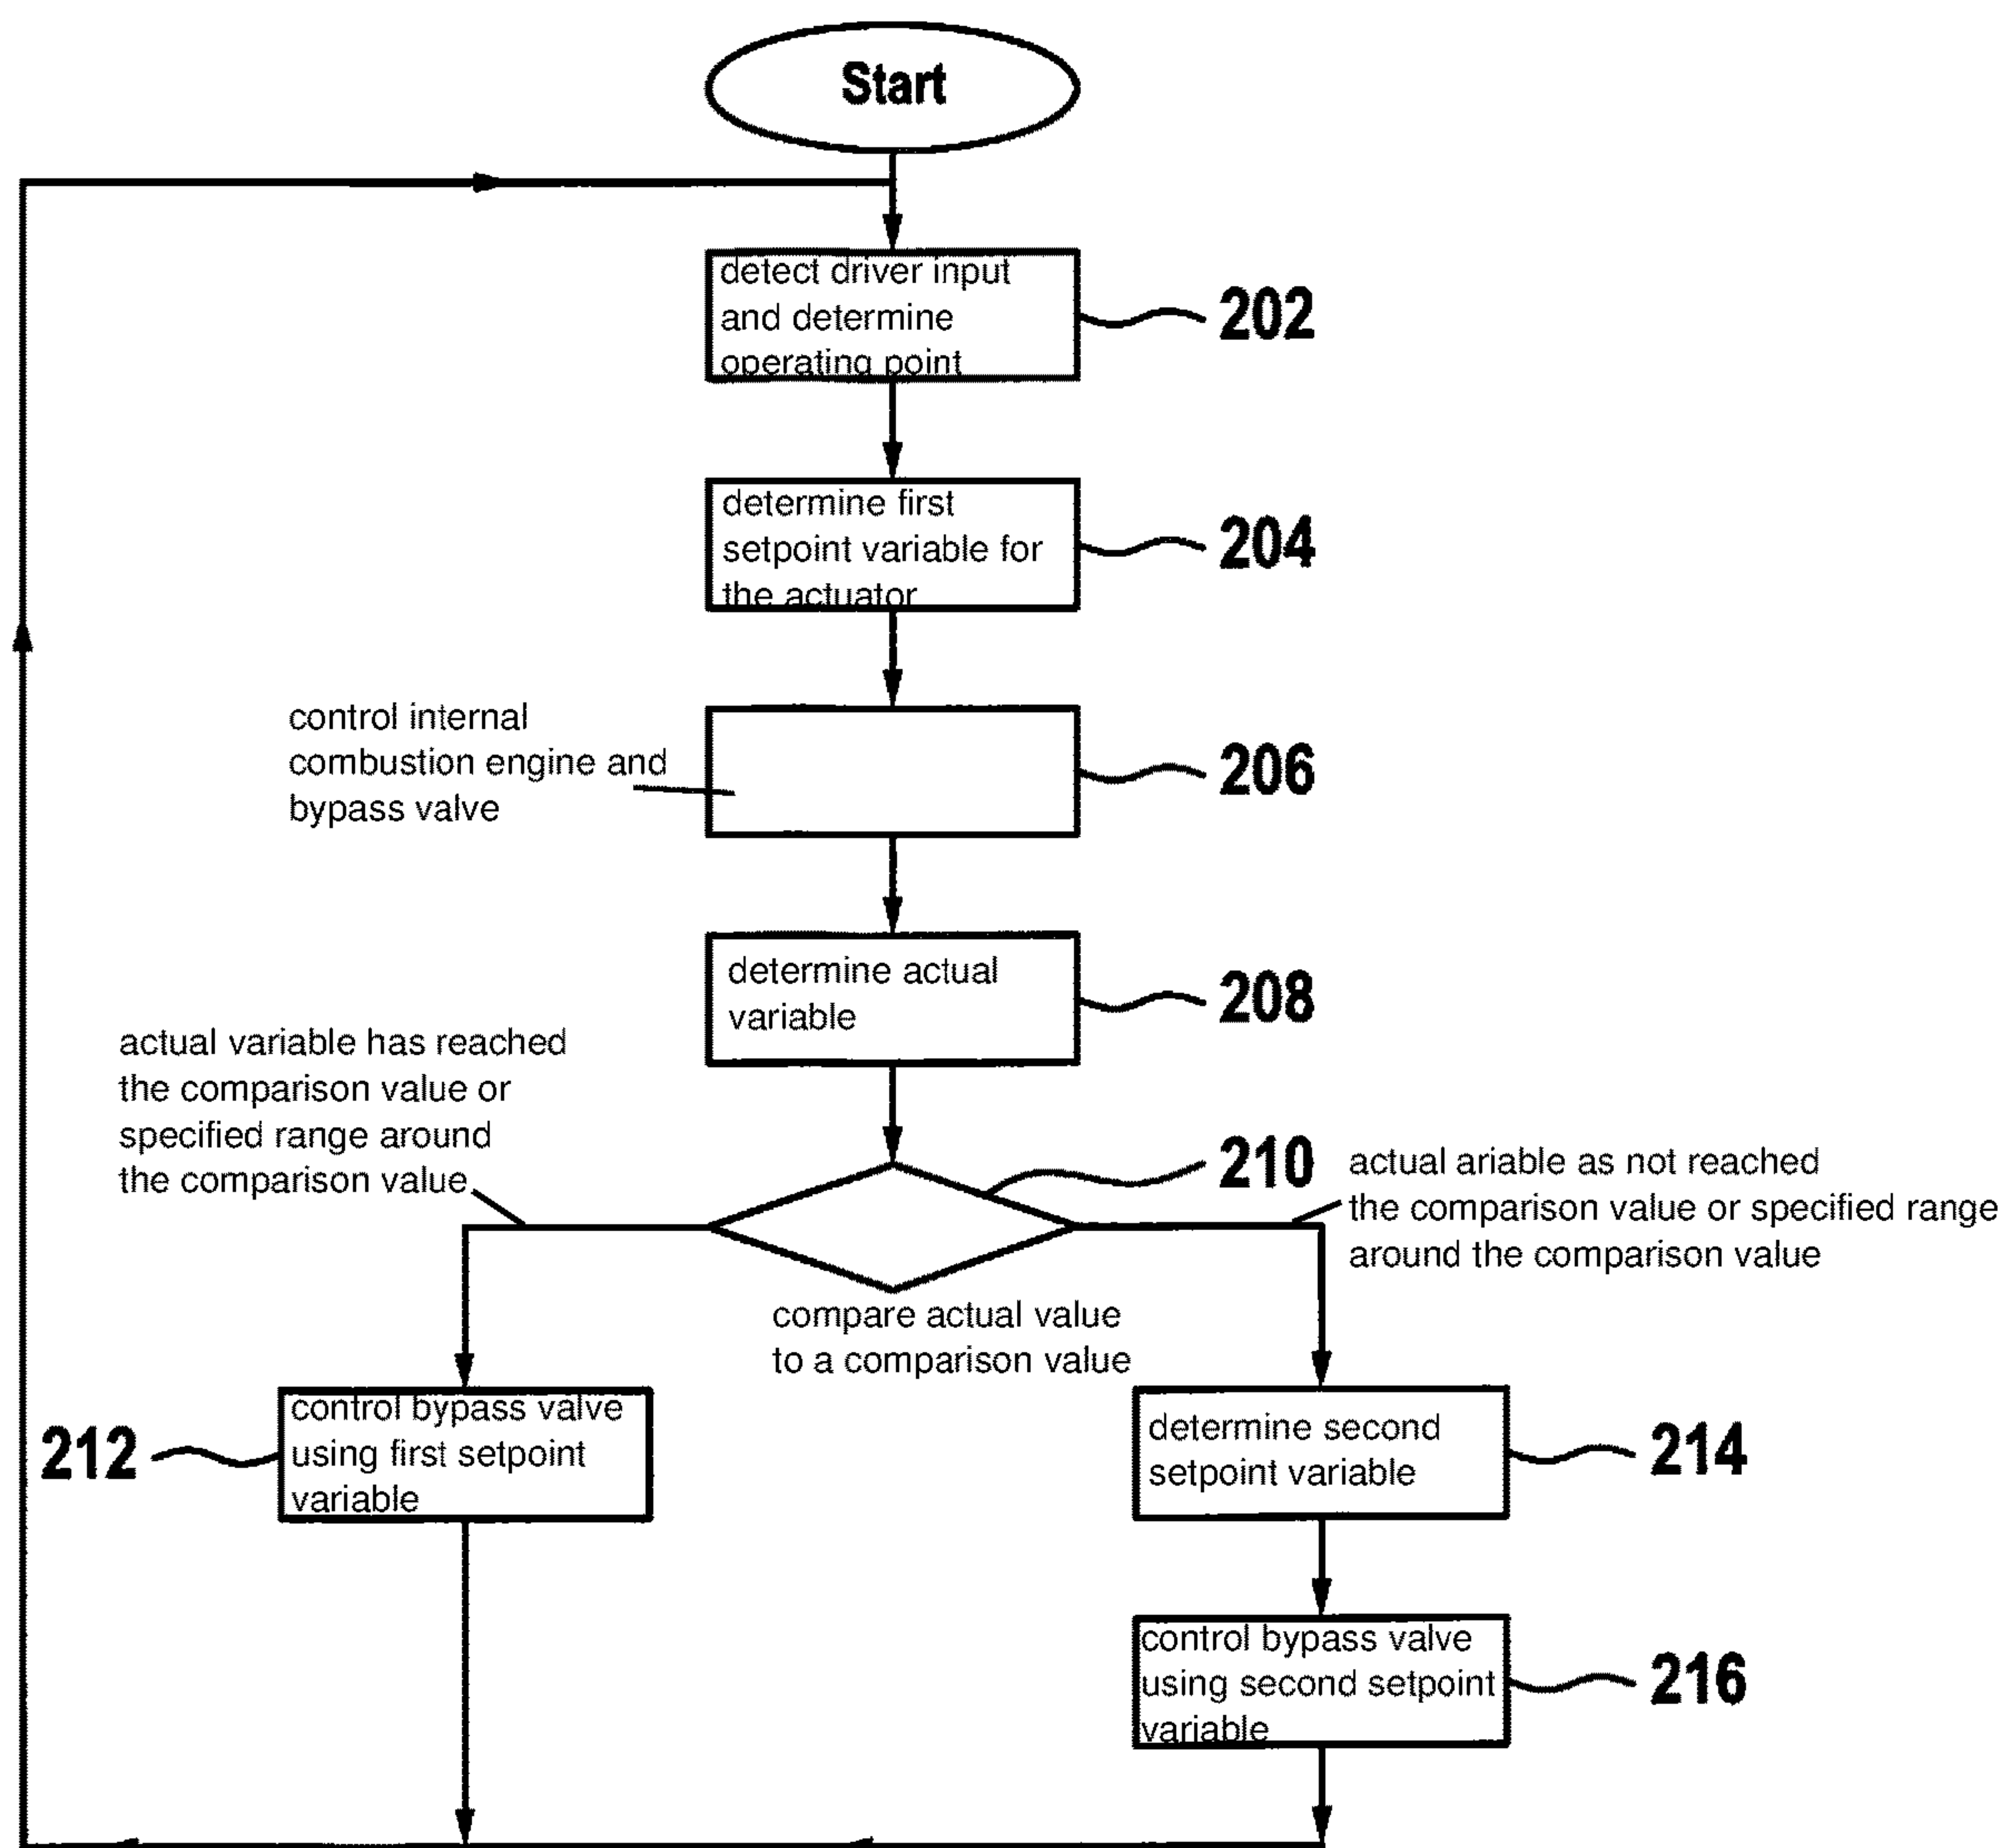 Start
detect driver input
and determine
operating point
202
determine first
setpoint variable for
the actuator
204
control internal
combustion engine and
bypass valve
206
determine actual
variable
208
actual variable has reached
the comparison value or
specified range around
the comparison value
210
actual ariable as not reached
the comparison value or specified range
around the comparison value
compare actual value
to a comparison value
212
control bypass valve
using first setpoint
variable
determine second
setpoint variable
214
control bypass valve
using second setpoint
variable
216